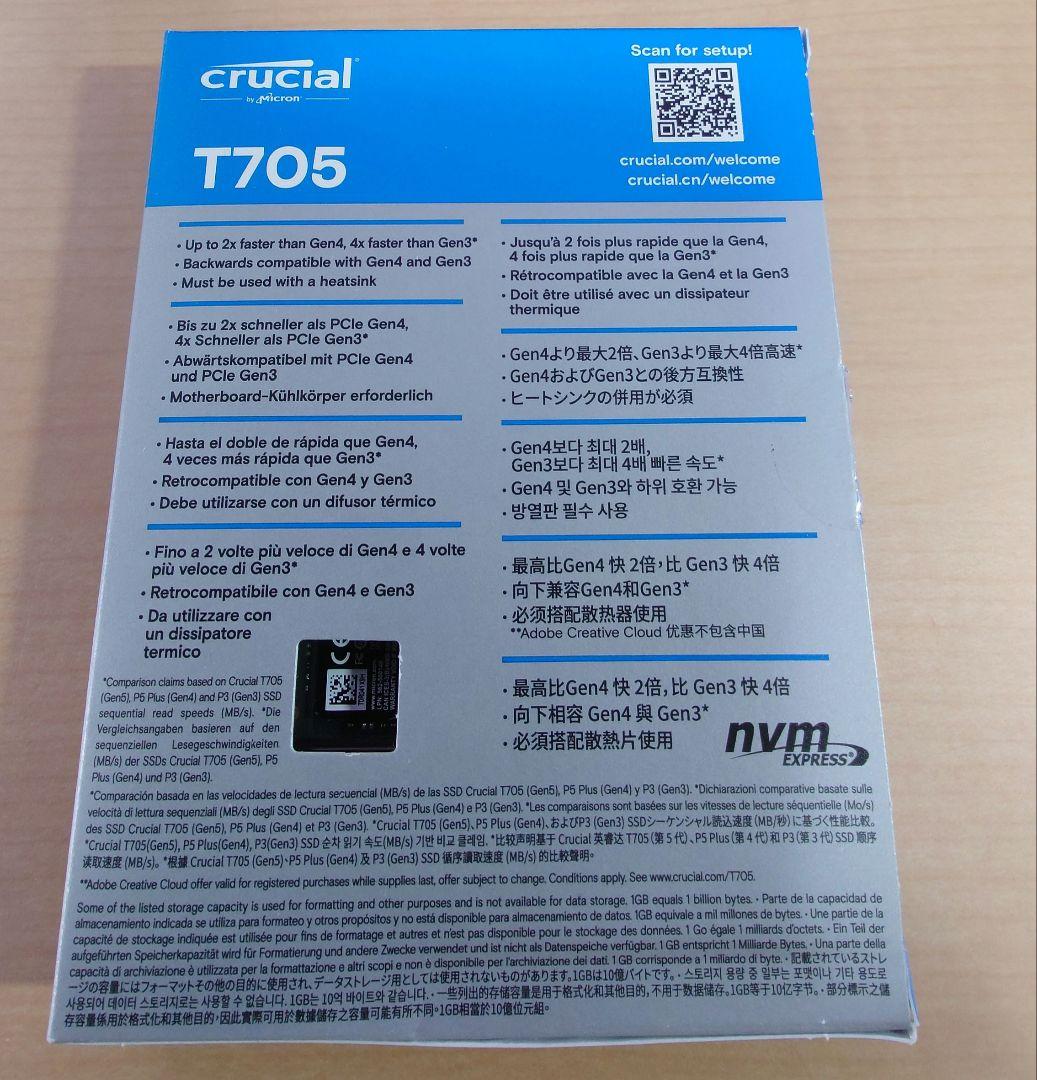 crucial
by Micron
T705
Scan for setup!
crucial.com/welcome
crucial.cn/welcome
• Up to 2x faster than Gen4, 4x faster than Gen3*
• Backwards compatible with Gen4 and Gen3
• Must be used with a heatsink
• Bis zu 2x schneller als PCIe Gen4,
4x Schneller als PCIe Gen3*
• Abwärtskompatibel mit PCIe Gen4
und PCIe Gen3
• Motherboard-Kühlkörper erforderlich
• Hasta el doble de rápida que Gen4,
4 veces más rápida que Gen3*
• Retrocompatible con Gen4 y Gen3
• Debe utilizarse con un difusor térmico
• Fino a 2 volte più veloce di Gen4 e 4 volte
più veloce di Gen3*
• Retrocompatibile con Gen4 e Gen3
• Da utilizzare con
un dissipatore
termico
• Jusqu'à 2 fois plus rapide que la Gen4,
4 fois plus rapide que la Gen3*
• Rétrocompatible avec la Gen4 et la Gen3
• Doit être utilisé avec un dissipateur
thermique
• Gen4より最大2倍、Gen3より最大4倍高速*
• Gen4およびGen3との後方互換性
• ヒートシンクの併用が必須
• Gen4보다 최대 2배,
Gen3보다 최대 4배 빠른 속도*
• Gen4 및 Gen3와 하위 호환 가능
• 방열판 필수 사용
• 最高比Gen4 快 2倍，比 Gen3 快 4倍
• 向下兼容Gen4和Gen3*
• 必须搭配散热器使用
**Adobe Creative Cloud 优惠不包含中国
• 最高比Gen4 快 2倍，比 Gen3 快 4倍
• 向下相容 Gen4 與 Gen3*
• 必須搭配散熱片使用
nvm
EXPRESS®
*Comparison claims based on Crucial T705
(Gen5), P5 Plus (Gen4) and P3 (Gen3) SSD
sequential read speeds (MB/s). *Die
Vergleichsangaben basieren auf den
sequenziellen Lesegeschwindigkeiten
(MB/s) der SSDs Crucial T705 (Gen5), P5
Plus (Gen4) und P3 (Gen3).
*Comparación basada en las velocidades de lectura secuencial (MB/s) de las SSD Crucial T705 (Gen5), P5 Plus (Gen4) y P3 (Gen3). *Dichiarazioni comparative basate sulle
velocità di lettura sequenziali (MB/s) degli SSD Crucial T705 (Gen5), P5 Plus (Gen4) e P3 (Gen3). *Les comparaisons sont basées sur les vitesses de lecture séquentielle (Mo/s)
des SSD Crucial T705 (Gen5), P5 Plus (Gen4) et P3 (Gen3). *Crucial T705 (Gen5)、P5 Plus (Gen4)、およびP3 (Gen3) SSDシーケンシャル読込速度（MB/秒）に基づく性能比較。
*Crucial T705(Gen5), P5 Plus(Gen4), P3(Gen3) SSD 순차 읽기 속도(MB/s) 기반 비교 클레임. *比较声明基于 Crucial 英睿达 T705（第 5 代）、P5 Plus（第 4 代）和 P3（第 3 代）SSD 顺序
读取速度 (MB/s)。 *根據 Crucial T705 (Gen5)、P5 Plus (Gen4) 及 P3 (Gen3) SSD 循序讀取速度 (MB/s) 的比較聲明。
**Adobe Creative Cloud offer valid for registered purchases while supplies last, offer subject to change. Conditions apply. See www.crucial.com/T705.
Some of the listed storage capacity is used for formatting and other purposes and is not available for data storage. 1GB equals 1 billion bytes. • Parte de la capacidad de
almacenamiento indicada se utiliza para formateo y otros propósitos y no está disponible para almacenamiento de datos. 1GB equivale a mil millones de bytes. • Une partie de la
capacité de stockage indiquée est utilisée pour fins de formatage et autres et n'est pas disponible pour le stockage des données. 1 Go égale 1 milliards d'octets. • Ein Teil der
aufgeführten Speicherkapazität wird für Formatierung und andere Zwecke verwendet und ist nicht als Datenspeiche verfügbar. 1 GB entspricht 1 Milliarde Bytes. • Una parte della
capacità di archiviazione è utilizzata per la formattazione e altri scopi e non è disponibile per l'archiviazione dei dati. 1 GB corrisponde a 1 miliardo di byte. • 記載されているストレ
ージの容量にはフォーマットその他の目的に使用され、データストレージ用としては使用されないものがあります。1GBは10億バイトです。 • 스토리지 용량 중 일부는 포맷이나 기타 용도로
사용되어 데이터 스토리지로는 사용할 수 없습니다. 1GB는 10억 바이트와 같습니다. • 一些列出的存储容量是用于格式化和其他目的，不用于数据储存。1GB等于10亿字节。 • 部分標示之儲
存容量係用於格式化和其他目的，因此實際可用於數據儲存之容量可能有所不同。1GB相當於10億位元組。